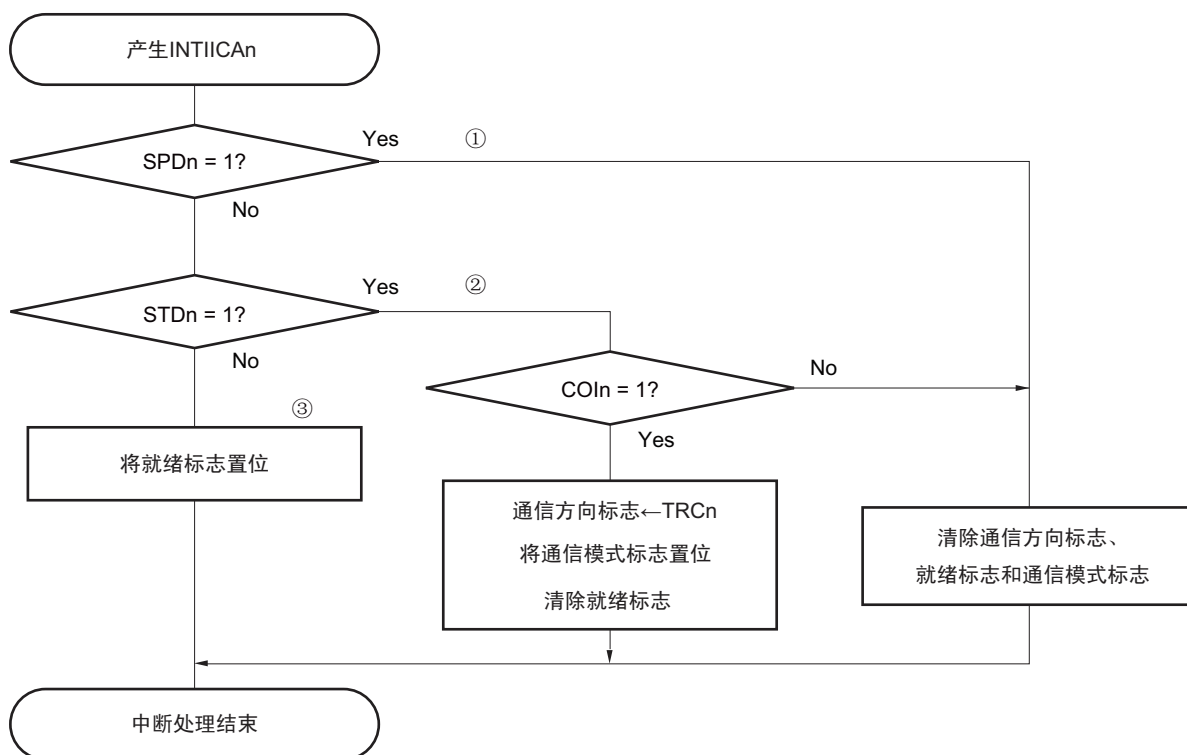 产生INTIICAn
Yes
①
SPDn = 1?
No
Yes
②
STDn = 1?
No
No
COIn = 1?
③
Yes
将就绪标志置位
通信方向标志←TRCn
将通信模式标志置位
清除就绪标志
清除通信方向标志、
就绪标志和通信模式标志
中断处理结束